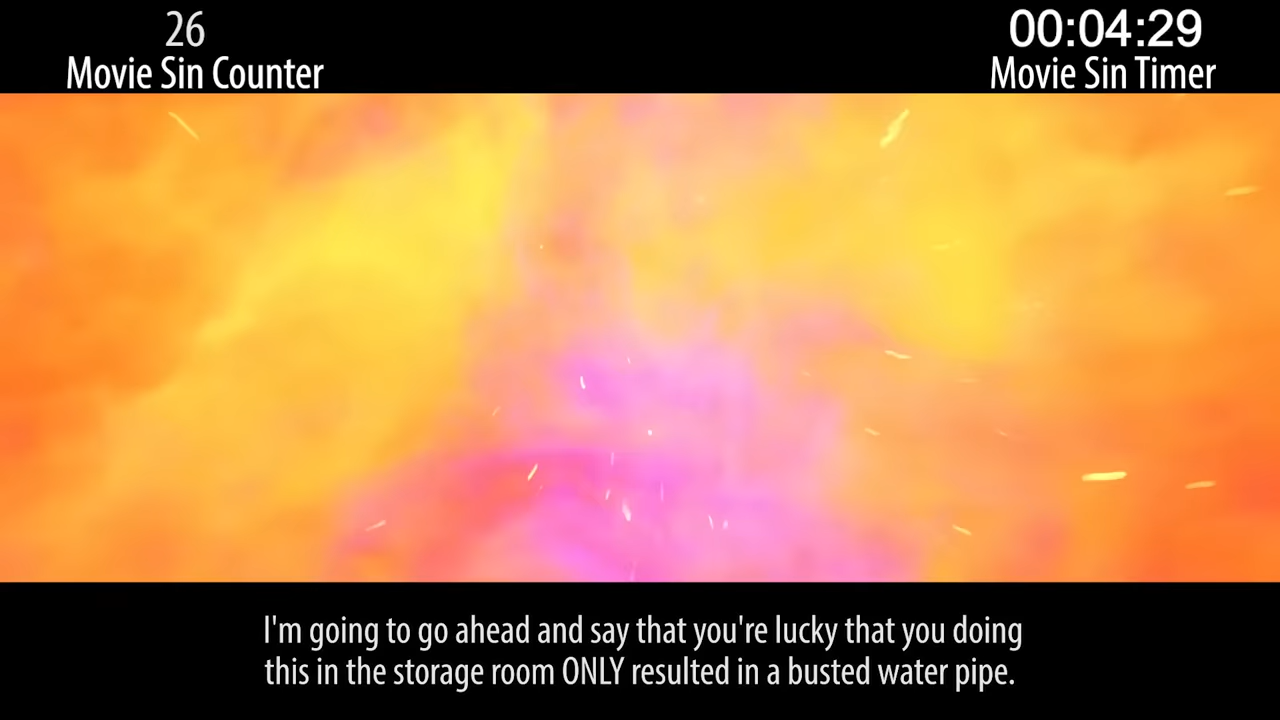 26
Movie Sin Counter
00:04:29
Movie Sin Timer
I'm going to go ahead and say that you're lucky that you doing
this in the storage room ONLY resulted in a busted water pipe.